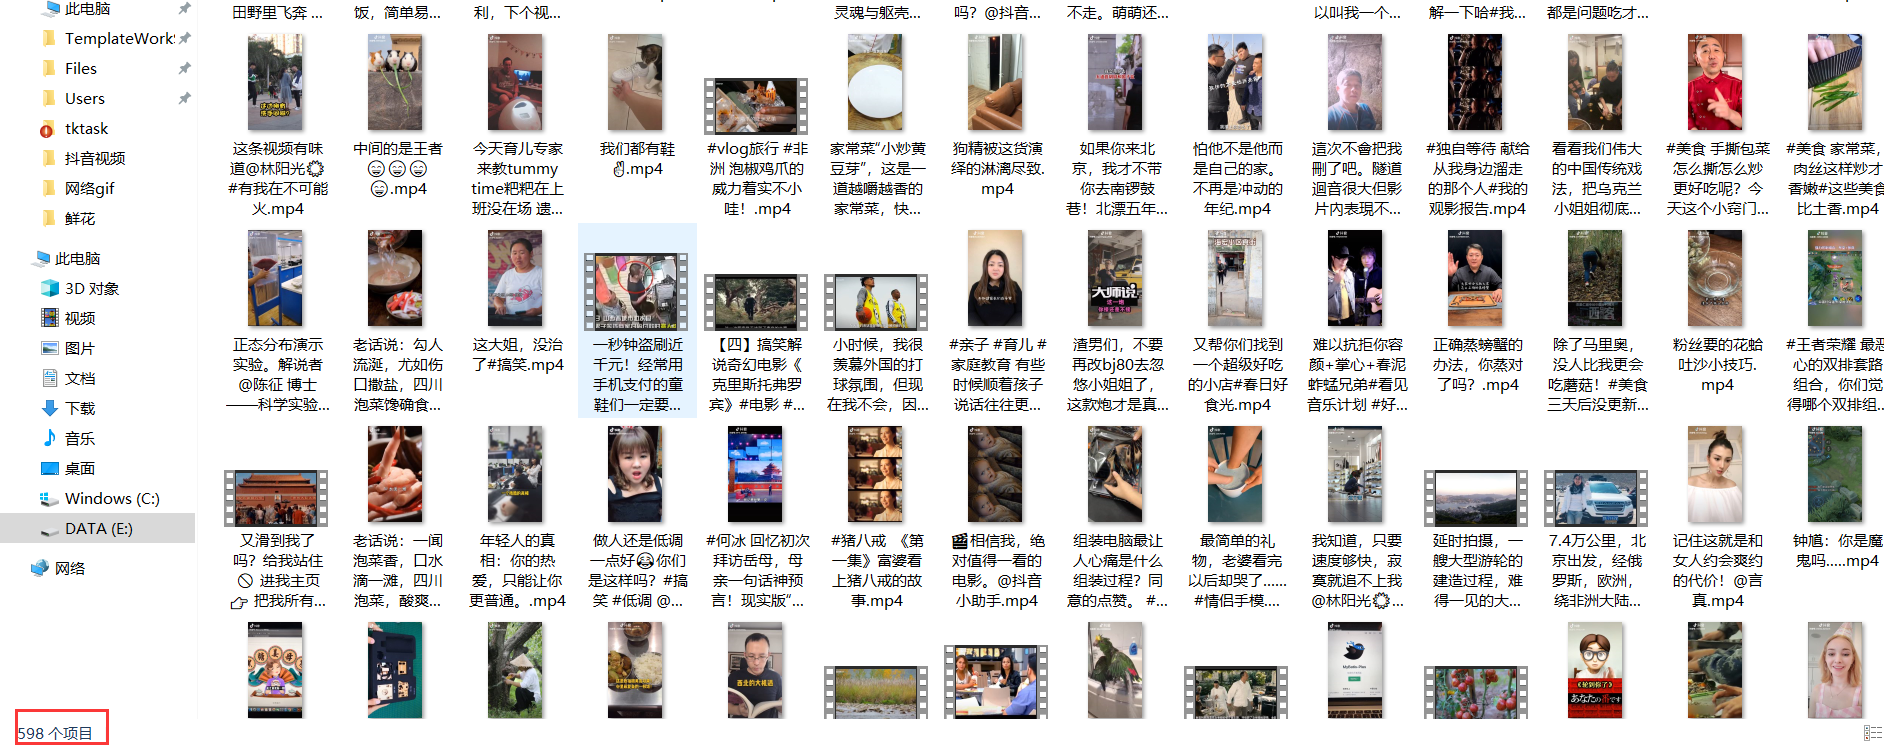 此电脑
TemplateWork
Files
Users
tktask
抖音视频
网络gif
鲜花
此电脑
3D 对象
视频
图片
文档
下载
音乐
桌面
Windows (C:)
DATA (E:)
网络
598 个项目
田野里飞奔 ...
饭，简单易...
利，下个视...
灵魂与躯壳...
吗？@抖音...
不走。萌萌还...
以叫我一个...
解一下哈#我...
都是问题吃才...
这条视频有味
道@林阳光
#有我在不可能
火.mp4
中间的是王者
😄😄😄
😄.mp4
今天育儿专家
来教tummy
time粑粑在上
班没在场 遗...
我们都有鞋
✌.mp4
#vlog旅行 #非
洲 泡椒鸡爪的
威力着实不小
哇！.mp4
家常菜“小炒黄
豆芽”，这是一
道越嚼越香的
家常菜，快...
狗精被这货演
绎的淋漓尽致.
mp4
如果你来北
京，我才不带
你去南锣鼓
巷！北漂五年...
怕他不是他而
是自己的家。
不再是冲动的
年纪.mp4
這次不會把我
刪了吧。隧道
迴音很大但影
片内表現不...
#独自等待 献给
从我身边溜走
的那个人#我的
观影报告.mp4
看看我们伟大
的中国传统戏
法，把乌克兰
小姐姐彻底...
#美食 手撕包菜
怎么撕怎么炒
更好吃呢？今
天这个小窍门...
#美食 家常菜，
肉丝这样炒才
香嫩#这些美食
比土香.mp4
正态分布演示
实验。解说者
@陈征 博士
——科学实验...
老话说：勾人
流涎，尤如伤
口撒盐，四川
泡菜馋确食...
这大姐，没治
了#搞笑.mp4
一秒钟盗刷近
千元！经常用
手机支付的童
鞋们一定要...
【四】搞笑解
说奇幻电影《
克里斯托弗罗
宾》#电影 #...
小时候，我很
羡慕外国的打
球氛围，但现
在我不会，因...
#亲子 #育儿 #
家庭教育 有些
时候顺着孩子
说话往往更...
渣男们，不要
再改bj80去忽
悠小姐姐了，
这款炮才是真...
又帮你们找到
一个超级好吃
的小店#春日好
食光.mp4
难以抗拒你容
颜+掌心+春泥
蚱蜢兄弟#看见
音乐计划 #好...
正确蒸螃蟹的
办法，你蒸对
了吗？.mp4
除了马里奥，
没人比我更会
吃蘑菇！#美食
三天后没更新...
粉丝要的花蛤
吐沙小技巧.
mp4
#王者荣耀 最恶
心的双排套路
组合，你们觉
得哪个双排组...
又滑到我了
吗？给我站住
🚫 进我主页
👉 把我所有...
老话说：一闻
泡菜香，口水
滴一滩，四川
泡菜，酸爽...
年轻人的真
相：你的热
爱，只能让你
更普通。.mp4
做人还是低调
一点好😂你们
是这样吗？#搞
笑 #低调 @...
#何冰 回忆初次
拜访岳母，母
亲一句话神预
言！现实版“...
#猪八戒 《第
一集》富婆看
上猪八戒的故
事.mp4
🎬相信我，绝
对值得一看的
电影。@抖音
小助手.mp4
组装电脑最让
人心痛是什么
组装过程？同
意的点赞。 #...
最简单的礼
物，老婆看完
以后却哭了......
#情侣手模....
我知道，只要
速度够快，寂
寞就追不上我
@林阳光...
延时拍摄，一
艘大型游轮的
建造过程，难
得一见的大...
7.4万公里，北
京出发，经俄
罗斯，欧洲，
绕非洲大陆...
记住这就是和
女人约会爽约
的代价！@言
真.mp4
钟馗：你是魔
鬼吗.....mp4
大师说
西北的大裤裆
MyBatis-Plus